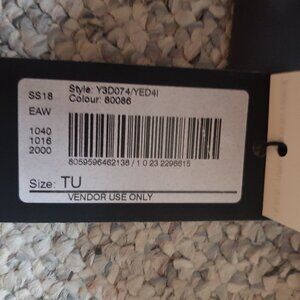 SS18
Style: Y3D074/YED4I
Colour: 80086
EAW
1040
1016
2000
8059596462138 / 1 0 23 2296615
Size: TU
VENDOR USE ONLY